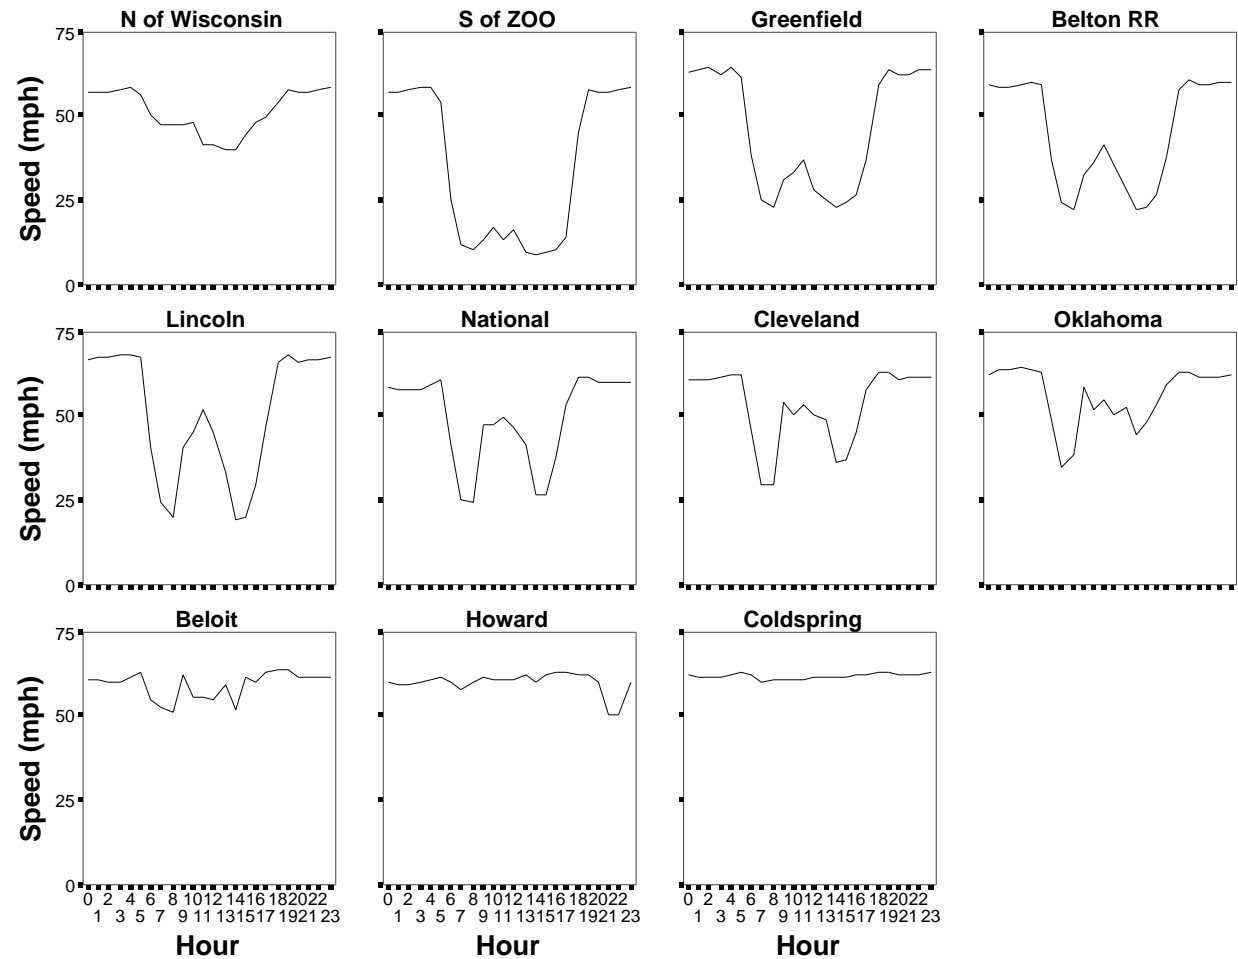 N of Wisconsin S of ZOO Greenfield Belton RR
75
50
25
0
Speed (mph)
Lincoln National Cleveland Oklahoma
75
50
25
0
Speed (mph)
Beloit Howard Coldspring
75
50
25
0
Speed (mph)
0 2 4 6 8 10 12 14 16 18 20 22 0 2 4 6 8 10 12 14 16 18 20 22 0 2 4 6 8 10 12 14 16 18 20 22
1 3 5 7 9 11 13 15 17 19 21 23 1 3 5 7 9 11 13 15 17 19 21 23 1 3 5 7 9 11 13 15 17 19 21 23
Hour Hour Hour